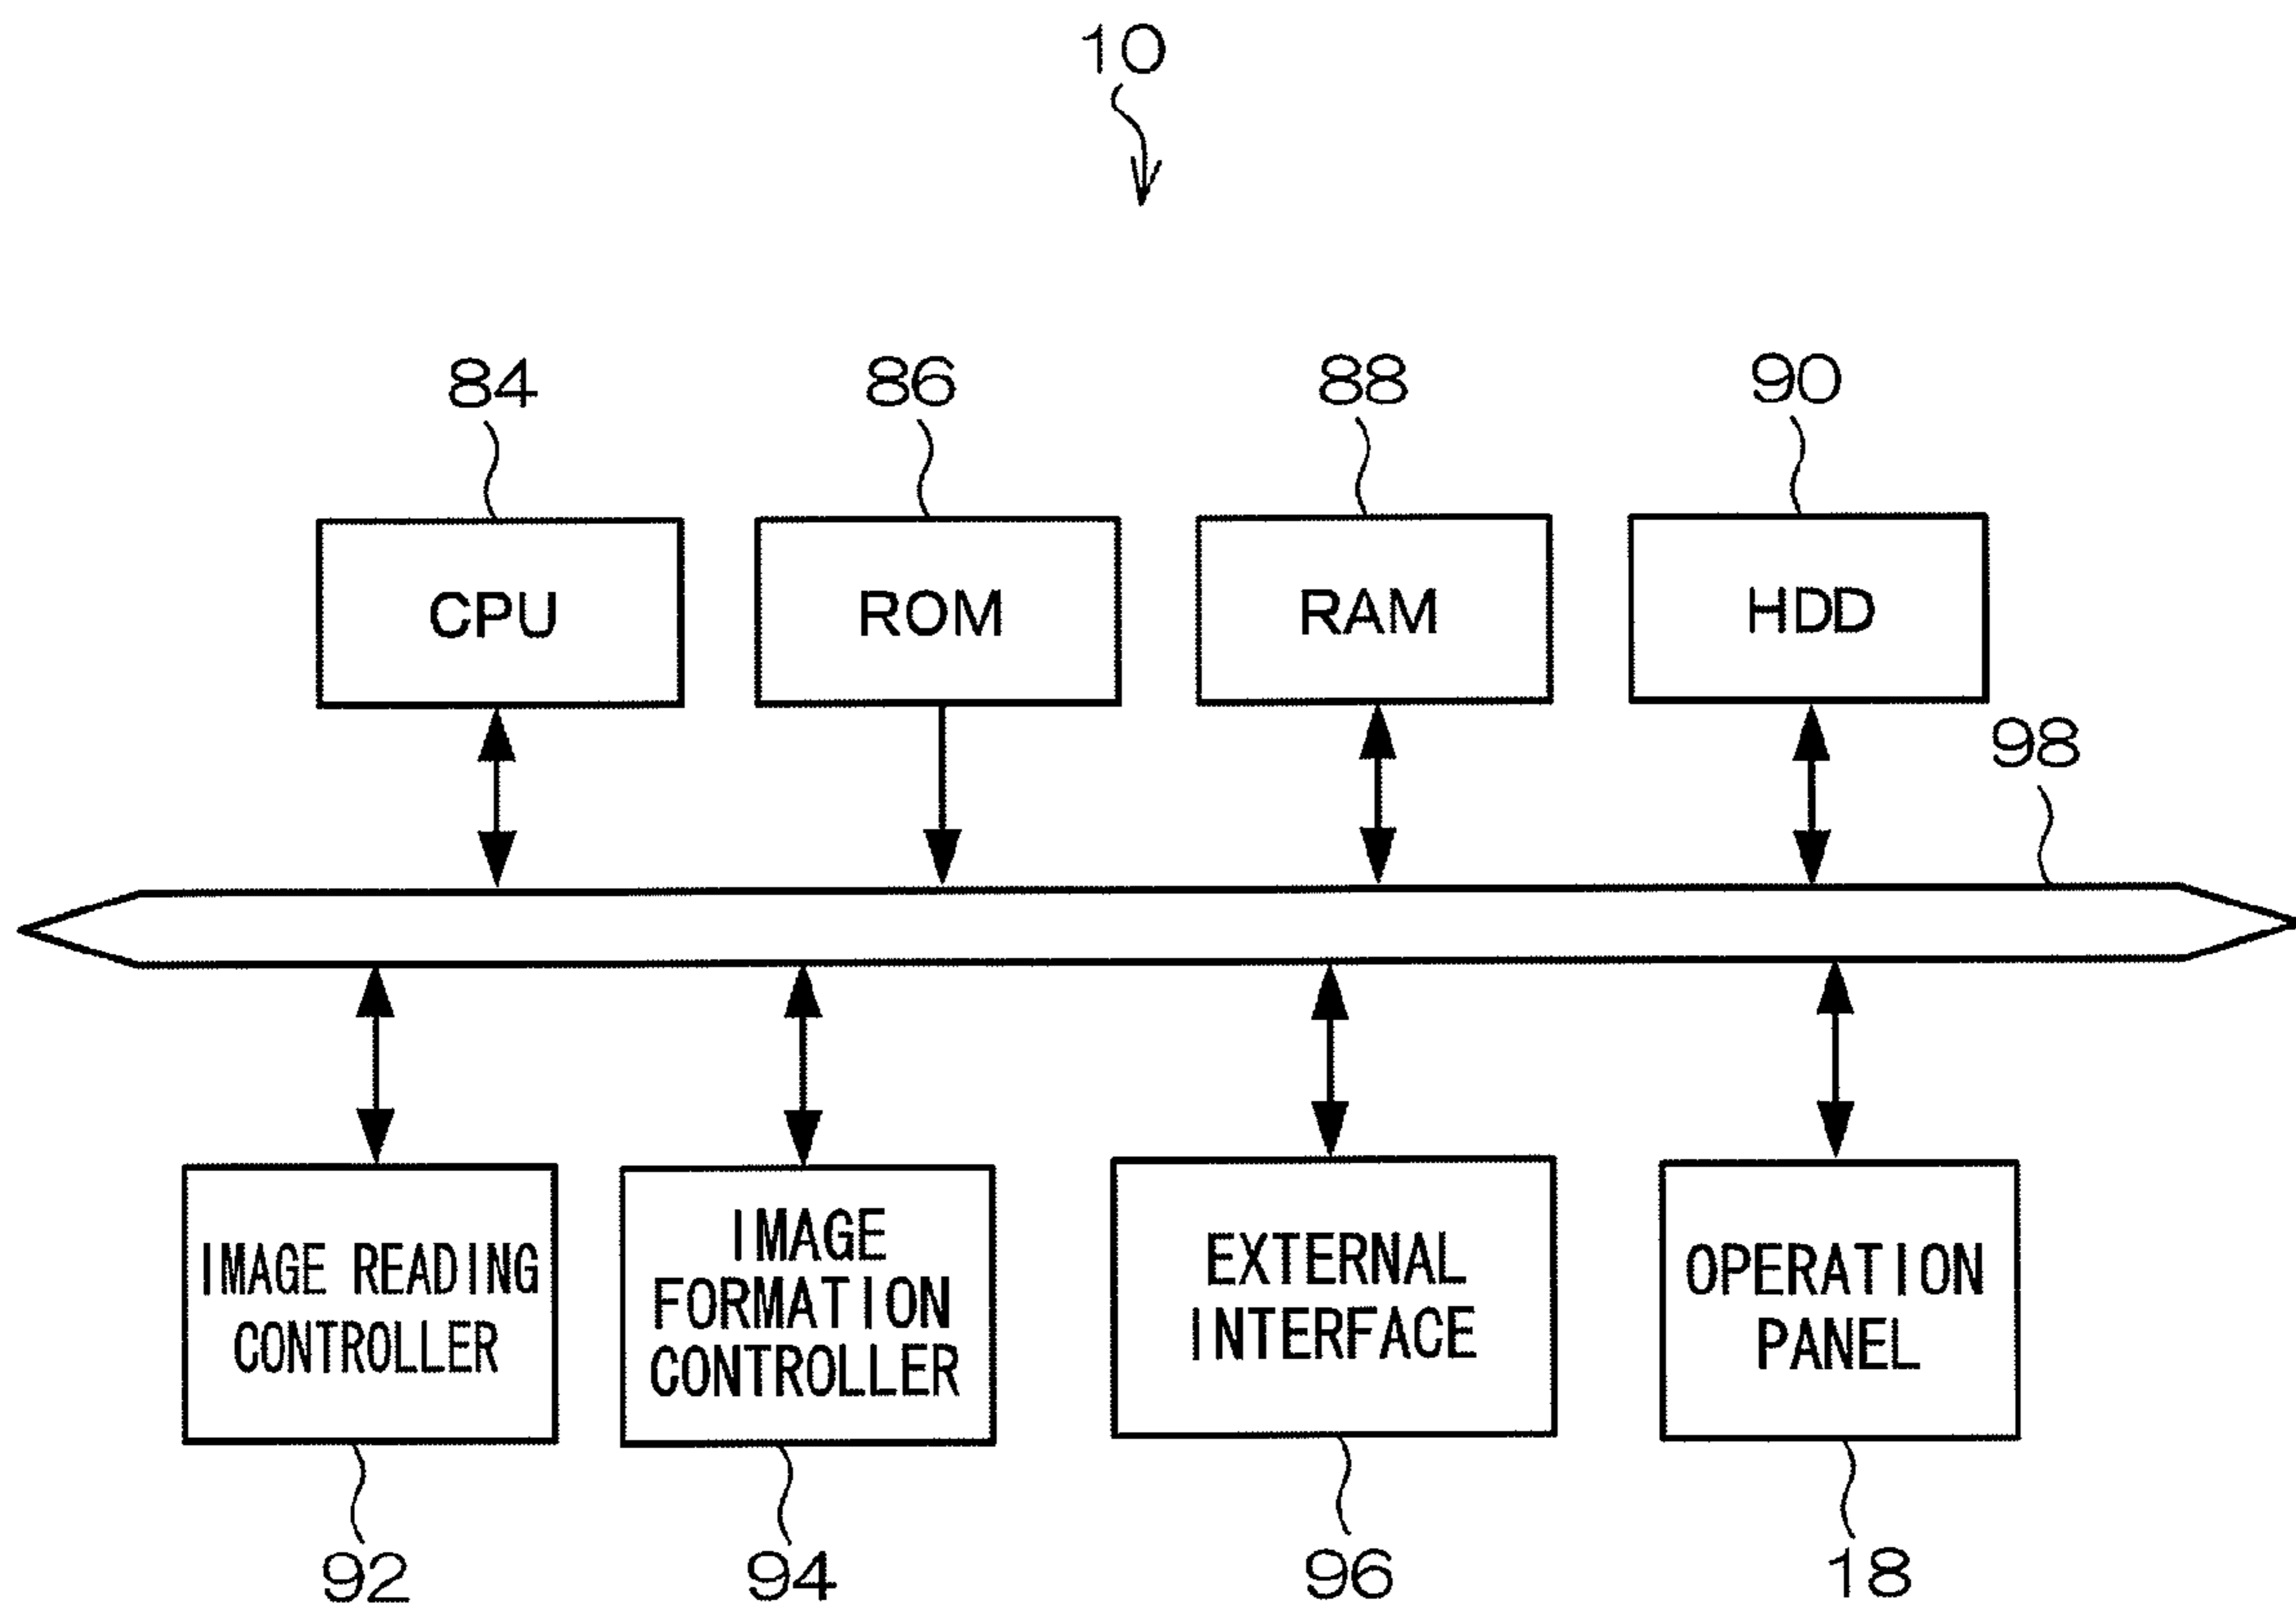 10
84
86
88
90
CPU
ROM
RAM
HDD
98
IMAGE READING
CONTROLLER
IMAGE
FORMATION
CONTROLLER
EXTERNAL
INTERFACE
OPERATION
PANEL
92
94
96
18